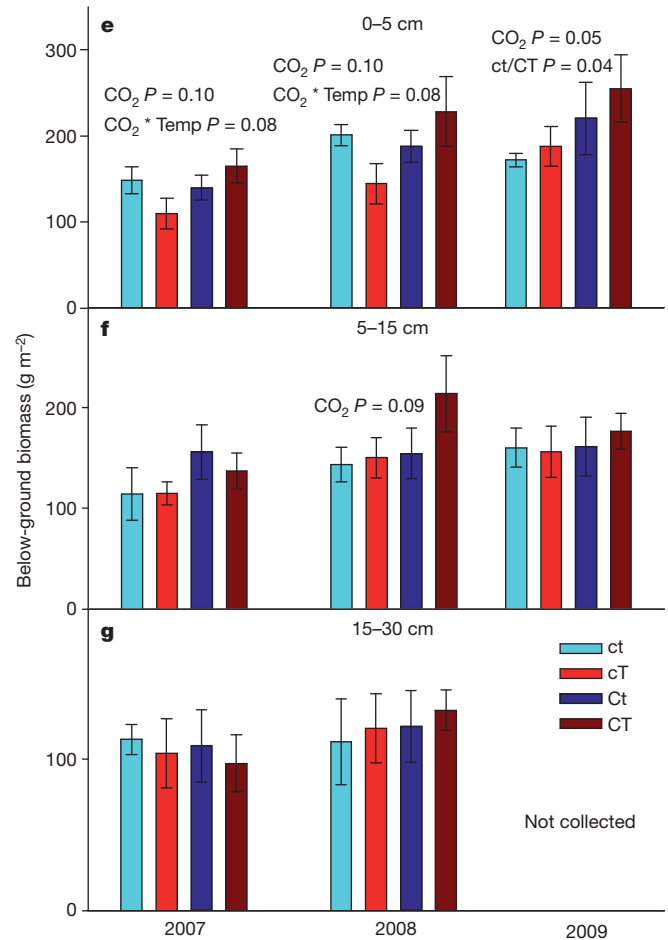 e
0–5 cm
300
200
100
0
CO2 P = 0.10
CO2 * Temp P = 0.08
CO2 P = 0.10
CO2 * Temp P = 0.08
CO2 P = 0.05
ct/CT P = 0.04
Below-ground biomass (g m−2)
f
5–15 cm
200
100
0
CO2 P = 0.09
g
15–30 cm
100
0
ct
cT
Ct
CT
Not collected
2007
2008
2009